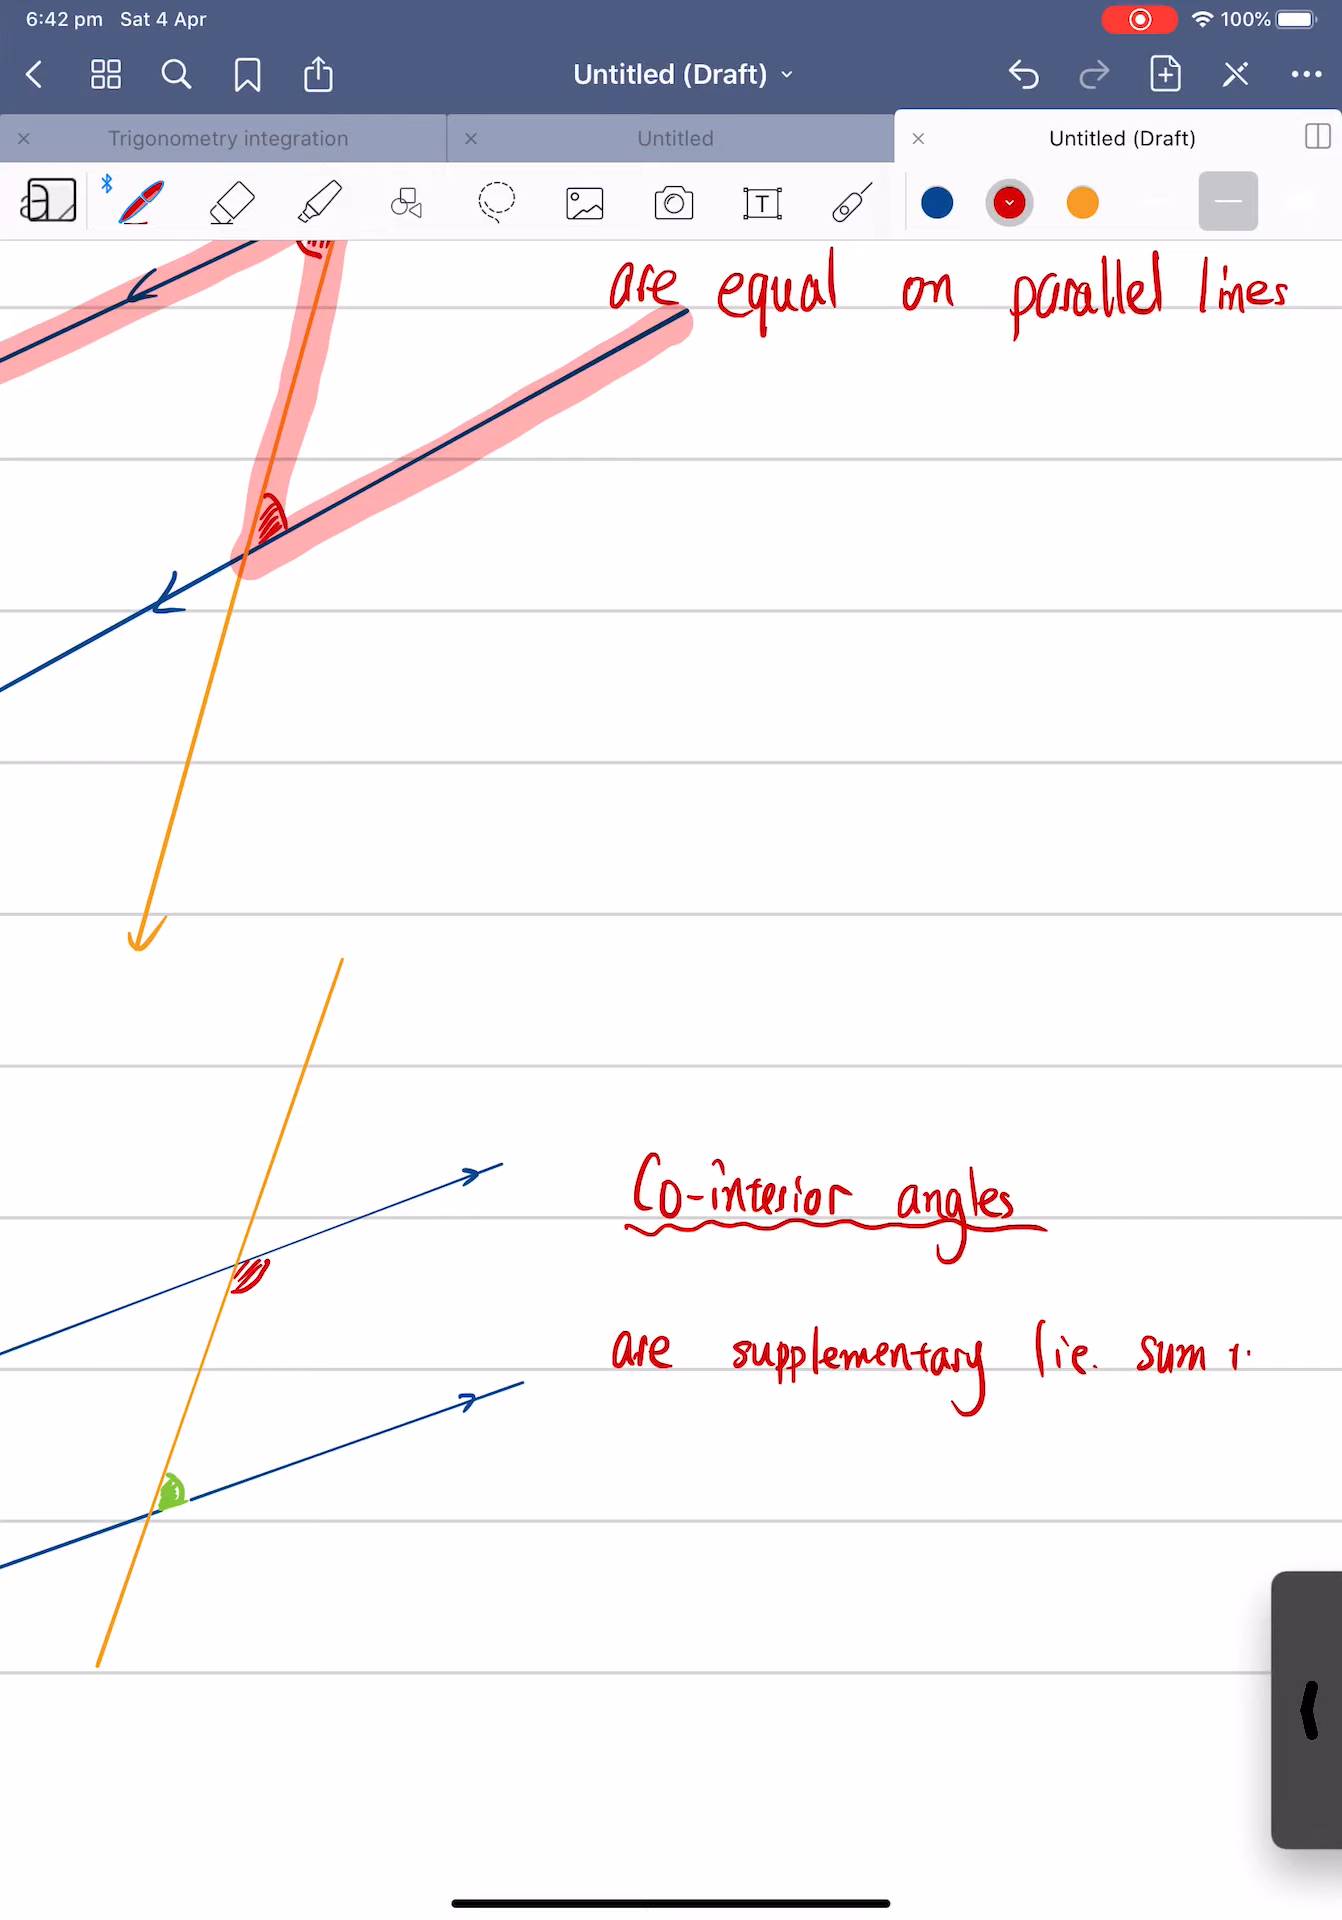 6:42 pm Sat 4 Apr 100%
Untitled (Draft)
Trigonometry integration Untitled Untitled (Draft)
T
are equal on parallel lines
Co-interior angles
are supplementary (ie. sum